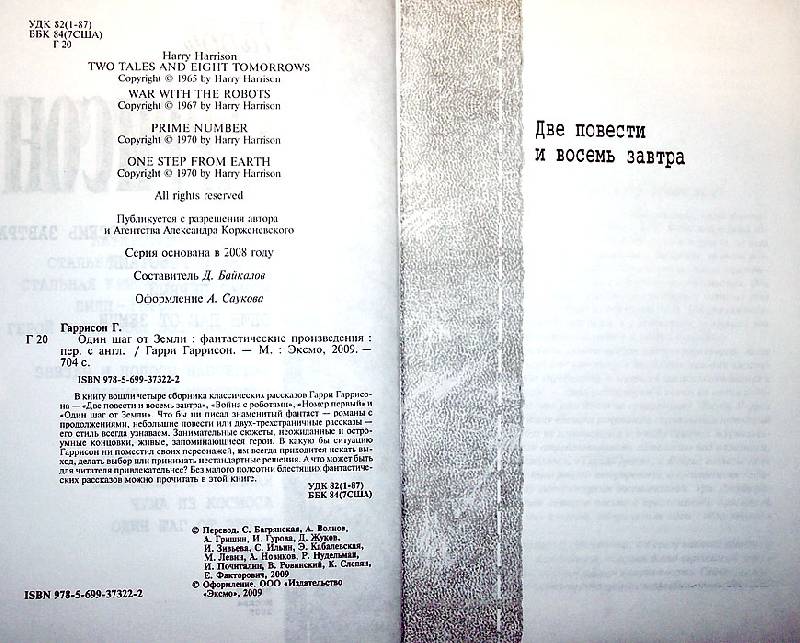 УДК 82(1-87)
ББК 84(7США)
Г 20
Harry Harrison
TWO TALES AND EIGHT TOMORROWS
Copyright © 1965 by Harry Harrison
WAR WITH THE ROBOTS
Copyright © 1967 by Harry Harrison
PRIME NUMBER
Copyright © 1970 by Harry Harrison
ONE STEP FROM EARTH
Copyright © 1970 by Harry Harrison
All rights reserved
Публикуется с разрешения автора
и Агентства Александра Корженевского
Серия основана в 2008 году
Составитель Д. Байкалов
Оформление А. Саукова
Гаррисон Г.
Г 20 Один шаг от Земли : фантастические произведения :
пер. с англ. / Гарри Гаррисон. — М. : Эксмо, 2009. —
704 с.
ISBN 978-5-699-37322-2
В книгу вошли четыре сборника классических рассказов Гарри Гаррисо-
на — «Две повести и восемь завтра», «Война с роботами», «Номер первый» и
«Один шаг от Земли». Что бы ни писал знаменитый фантаст — романы с
продолжениями, небольшие повести или двух-трехстраничные рассказы —
его стиль всегда узнаваем. Занимательные сюжеты, неожиданные и остро-
умные концовки, живые, запоминающиеся герои. В какую бы ситуацию
Гаррисон ни поместил своих персонажей, им всегда приходится искать вы-
ход, делать выбор или принимать нестандартные решения. А что может быть
для читателя привлекательнее? Без малого полсотни блестящих фантастиче-
ских рассказов можно прочитать в этой книге.
УДК 82(1-87)
ББК 84(7США)
© Перевод. С. Багрянская, А. Волнов,
А. Гришин, И. Гурова, Д. Жуков,
И. Зивьева, С. Ильин, Э. Кабалевская,
М. Левин, А. Новиков, Р. Нудельман,
И. Почиталин, В. Ровинский, К. Слепян,
Е. Факторович, 2009
© Оформление. ООО «Издательство
«Эксмо», 2009
ISBN 978-5-699-37322-2
Две повести
и восемь завтра